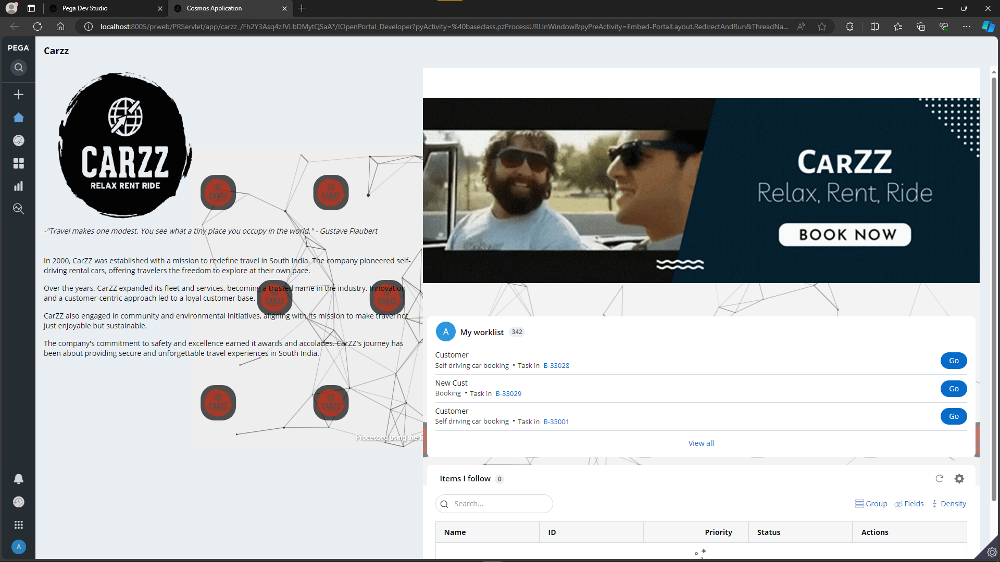 Pega Dev Studio
Cosmos Application
localhost:8005/prweb/PRServlet/app/carzz_/Fh2Y3Asq4zJVLbDMytQSaA*/!OpenPortal_Developer?pyActivity=%40baseclass.pzProcessURLInWindow&pyPreActivity=Embed-PortalLayout.RedirectAndRun&ThreadNa...
PEGA
Carzz
CARZZ
RELAX RENT RIDE
-"Travel makes one modest. You see what a tiny place you occupy in the world." - Gustave Flaubert
In 2000, CarZZ was established with a mission to redefine travel in South India. The company pioneered self-
driving rental cars, offering travelers the freedom to explore at their own pace.
Over the years, CarZZ expanded its fleet and services, becoming a trusted name in the industry. Innovation
and a customer-centric approach led to a loyal customer base.
CarZZ also engaged in community and environmental initiatives, aligning with its mission to make travel not
just enjoyable but sustainable.
The company's commitment to safety and excellence earned it awards and accolades. CarZZ's journey has
been about providing secure and unforgettable travel experiences in South India.
CARZZ
CARZZ
CARZZ
CARZZ
CARZZ
CARZZ
Processed using the f
A
CARZZ
Relax, Rent, Ride
BOOK NOW
A
My worklist 342
Customer
Self driving car booking • Task in B-33028
Go
New Cust
Booking • Task in B-33029
Go
Customer
Self driving car booking • Task in B-33001
Go
View all
Items I follow 0
Search...
Group
Fields
Density
Name
ID
Priority
Status
Actions